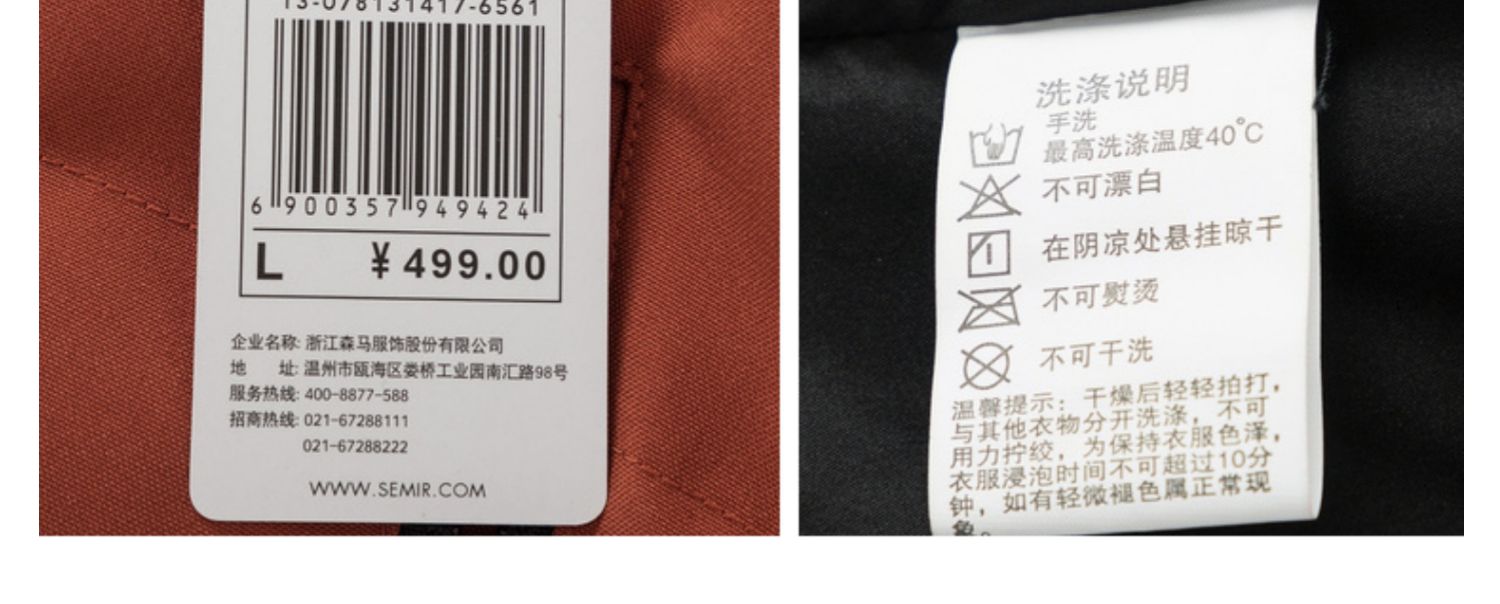 13-078131417-6561
6 900357 949424
L ¥499.00
企业名称: 浙江森马服饰股份有限公司
地 址: 温州市瓯海区娄桥工业园南汇路98号
服务热线: 400-8877-588
招商热线: 021-67288111
021-67288222
WWW.SEMIR.COM
洗涤说明
手洗
最高洗涤温度40℃
不可漂白
在阴凉处悬挂晾干
不可熨烫
不可干洗
温馨提示：干燥后轻轻拍打，
与其他衣物分开洗涤，不可
用力拧绞，为保持衣服色泽，
衣服浸泡时间不可超过10分
钟，如有轻微褪色属正常现
象。